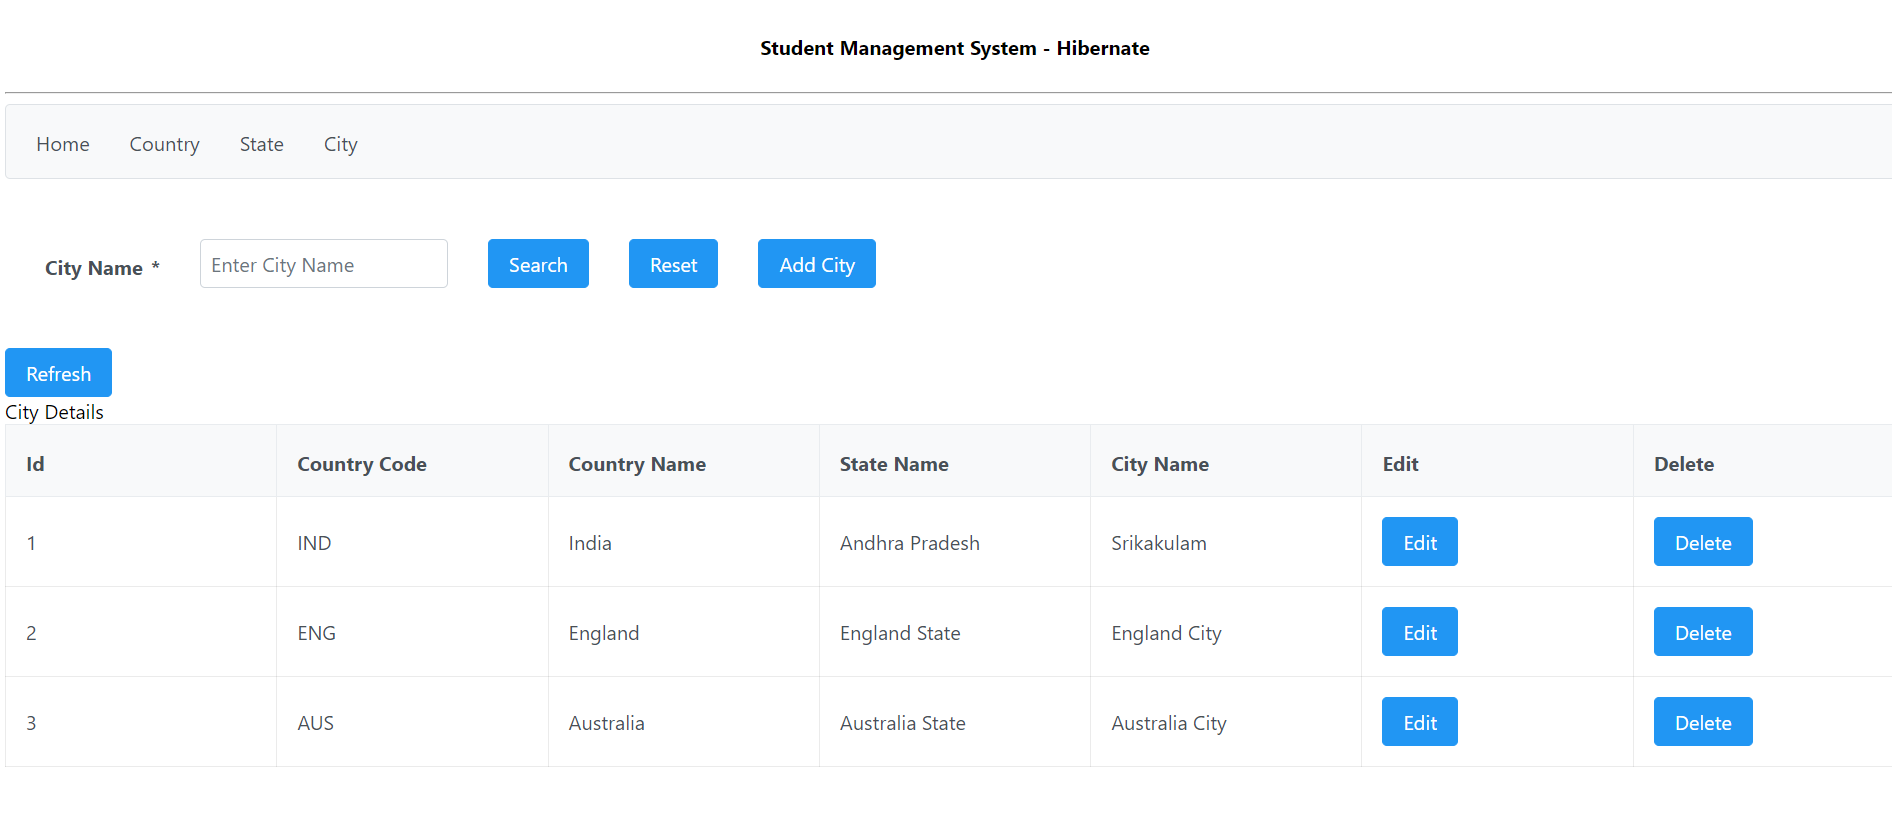 Student Management System - Hibernate
Home Country State City
City Name * Enter City Name Search Reset Add City
Refresh
City Details
Id Country Code Country Name State Name City Name Edit Delete
1 IND India Andhra Pradesh Srikakulam Edit Delete
2 ENG England England State England City Edit Delete
3 AUS Australia Australia State Australia City Edit Delete